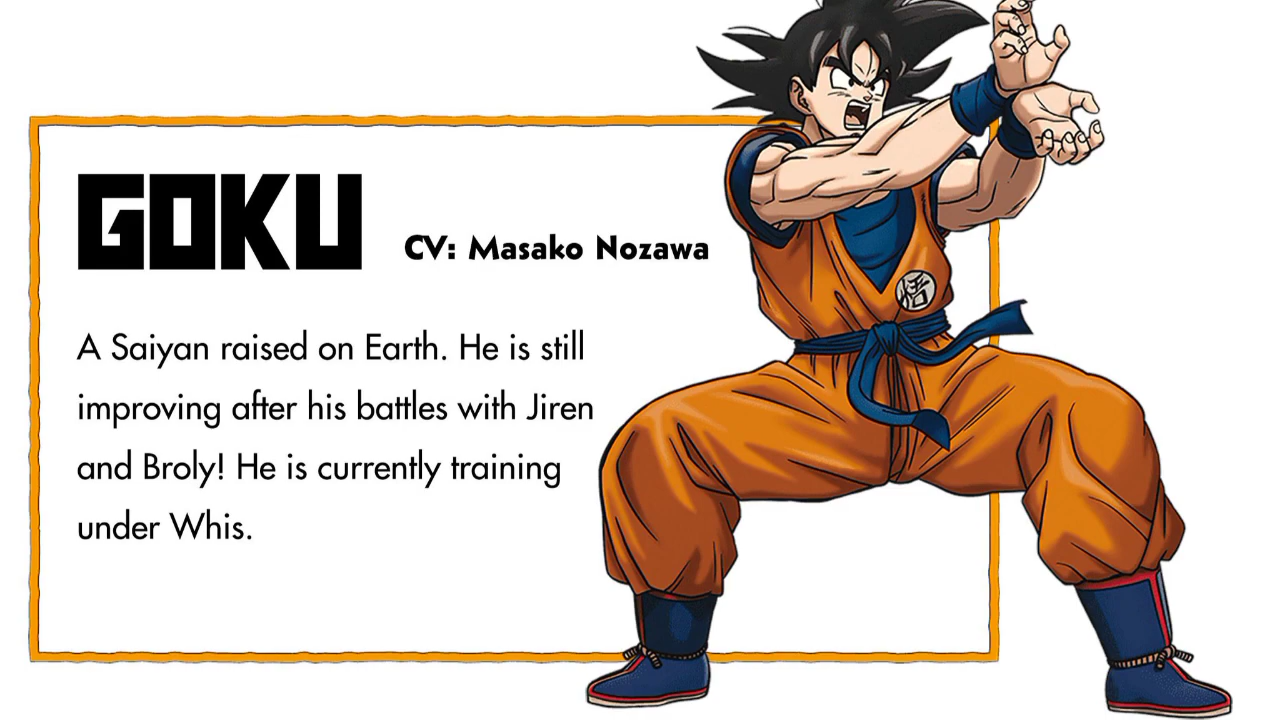 GOKU CV: Masako Nozawa
A Saiyan raised on Earth. He is still
improving after his battles with Jiren
and Broly! He is currently training
under Whis.
悟